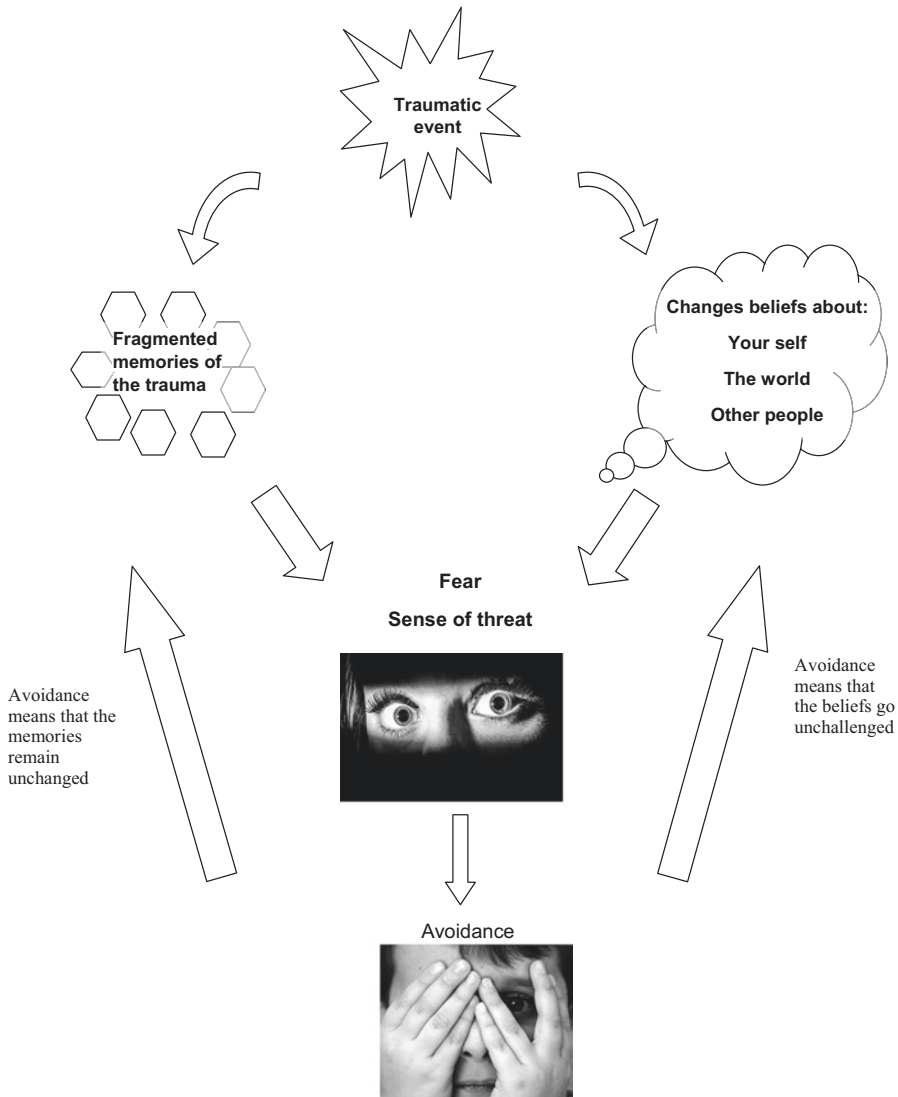 Traumatic
event
Fragmented
memories of
the trauma
Changes beliefs about:
Your self
The world
Other people
Fear
Sense of threat
Avoidance
means that the
memories
remain
unchanged
Avoidance
means that
the beliefs go
unchallenged
Avoidance